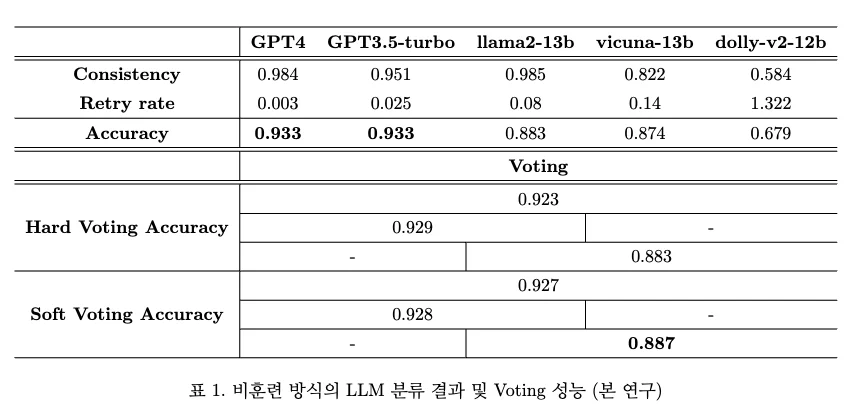 GPT4 GPT3.5-turbo llama2-13b vicuna-13b dolly-v2-12b
Consistency 0.984 0.951 0.985 0.822 0.584
Retry rate 0.003 0.025 0.08 0.14 1.322
Accuracy 0.933 0.933 0.883 0.874 0.679
Voting
0.923
Hard Voting Accuracy 0.929 -
- 0.883
0.927
Soft Voting Accuracy 0.928 -
- 0.887
표 1. 비훈련 방식의 LLM 분류 결과 및 Voting 성능 (본 연구)